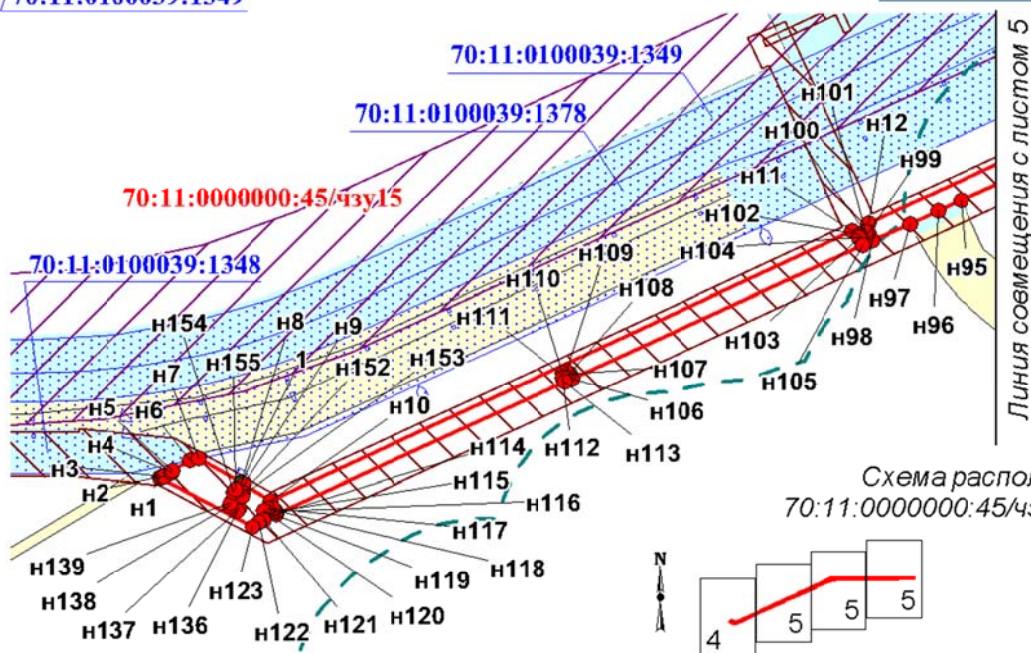 70:11:0100039:1349
70:11:0100039:1349
70:11:0100039:1378
70:11:0000000:45/чзу15
70:11:0100039:1348
н101
н100
н12
н99
н11
н102
н104
н109
н110
н108
н95
н97
н96
н154
н8
н111
н155
н9
н7
1
н152
н153
н103
н98
н107
н105
н106
н5
н6
н10
н112
н113
н4
н114
н3
н115
н2
н116
н1
н117
н139
н123
н118
н138
н119
н120
н137
н136
н122
н121
Линия совмещения с листом 5
Схема распол
70:11:0000000:45/чз
N
4
5
5
5